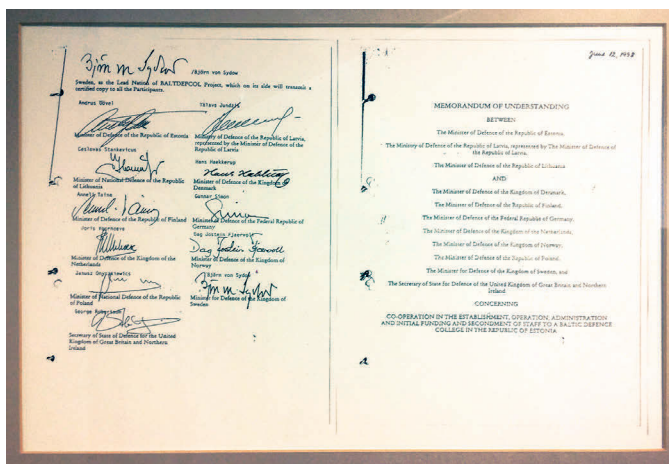 /Björn von Sydow
Sweden, as the Lead Nation of BALTDEFCOL Project, which on its side will transmit a
certified copy to all the Participants.
Andrus Öövel
Tālavs Jundzis
Minister of Defence of the Republic of Estonia
Ministry of Defence of the Republic of Latvia,
represented by the Minister of Defence of the
Republic of Latvia
Ceslovas Stankevicus
Minister of National Defence of the Republic
of Lithuania
Hans Haekkerup
Minister of Defence of the Kingdom of
Denmark
Anneli Taina
Minister of Defence of the Republic of Finland
Gunnar Simon
Minister of Defence of the Federal Republic of
Germany
Joris Voorhoeve
Minister of Defence of the Kingdom of the
Netherlands
Dag Jostein Fjærvoll
Minister of Defence of the Kingdom of
Norway
Janusz Onyszkiewics
Minister of National Defence of the Republic
of Poland
/Björn von Sydow
Minister for Defence of the Kingdom of
Sweden
George Robertson
Secretary of State of Defence for the United
Kingdom of Great Britain and Northern
Ireland
June 12, 1998
MEMORANDUM OF UNDERSTANDING
BETWEEN
The Minister of Defence of the Republic of Estonia,
The Ministry of Defence of the Republic of Latvia, represented by The Minister of Defence of
the Republic of Latvia,
The Minister of Defence of the Republic of Lithuania
AND
The Minister of Defence of the Kingdom of Denmark,
The Minister of Defence of the Republic of Finland,
The Minister of Defence of the Federal Republic of Germany,
The Minister of Defence of the Kingdom of the Netherlands,
The Minister of Defence of the Kingdom of Norway,
The Minister of Defence of the Republic of Poland,
The Minister for Defence of the Kingdom of Sweden, and
The Secretary of State for Defence of the United Kingdom of Great Britain and Northern
Ireland
CONCERNING
CO-OPERATION IN THE ESTABLISHMENT, OPERATION, ADMINISTRATION
AND INITIAL FUNDING AND SECONDMENT OF STAFF TO A BALTIC DEFENCE
COLLEGE IN THE REPUBLIC OF ESTONIA